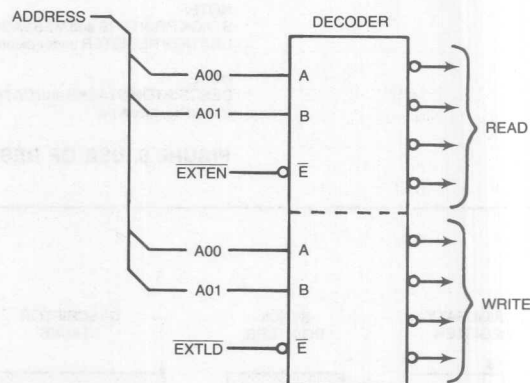 ADDRESS
DECODER
A00 A
A01 B
READ
EXTEN E
A00 A
A01 B
WRITE
EXTLD E